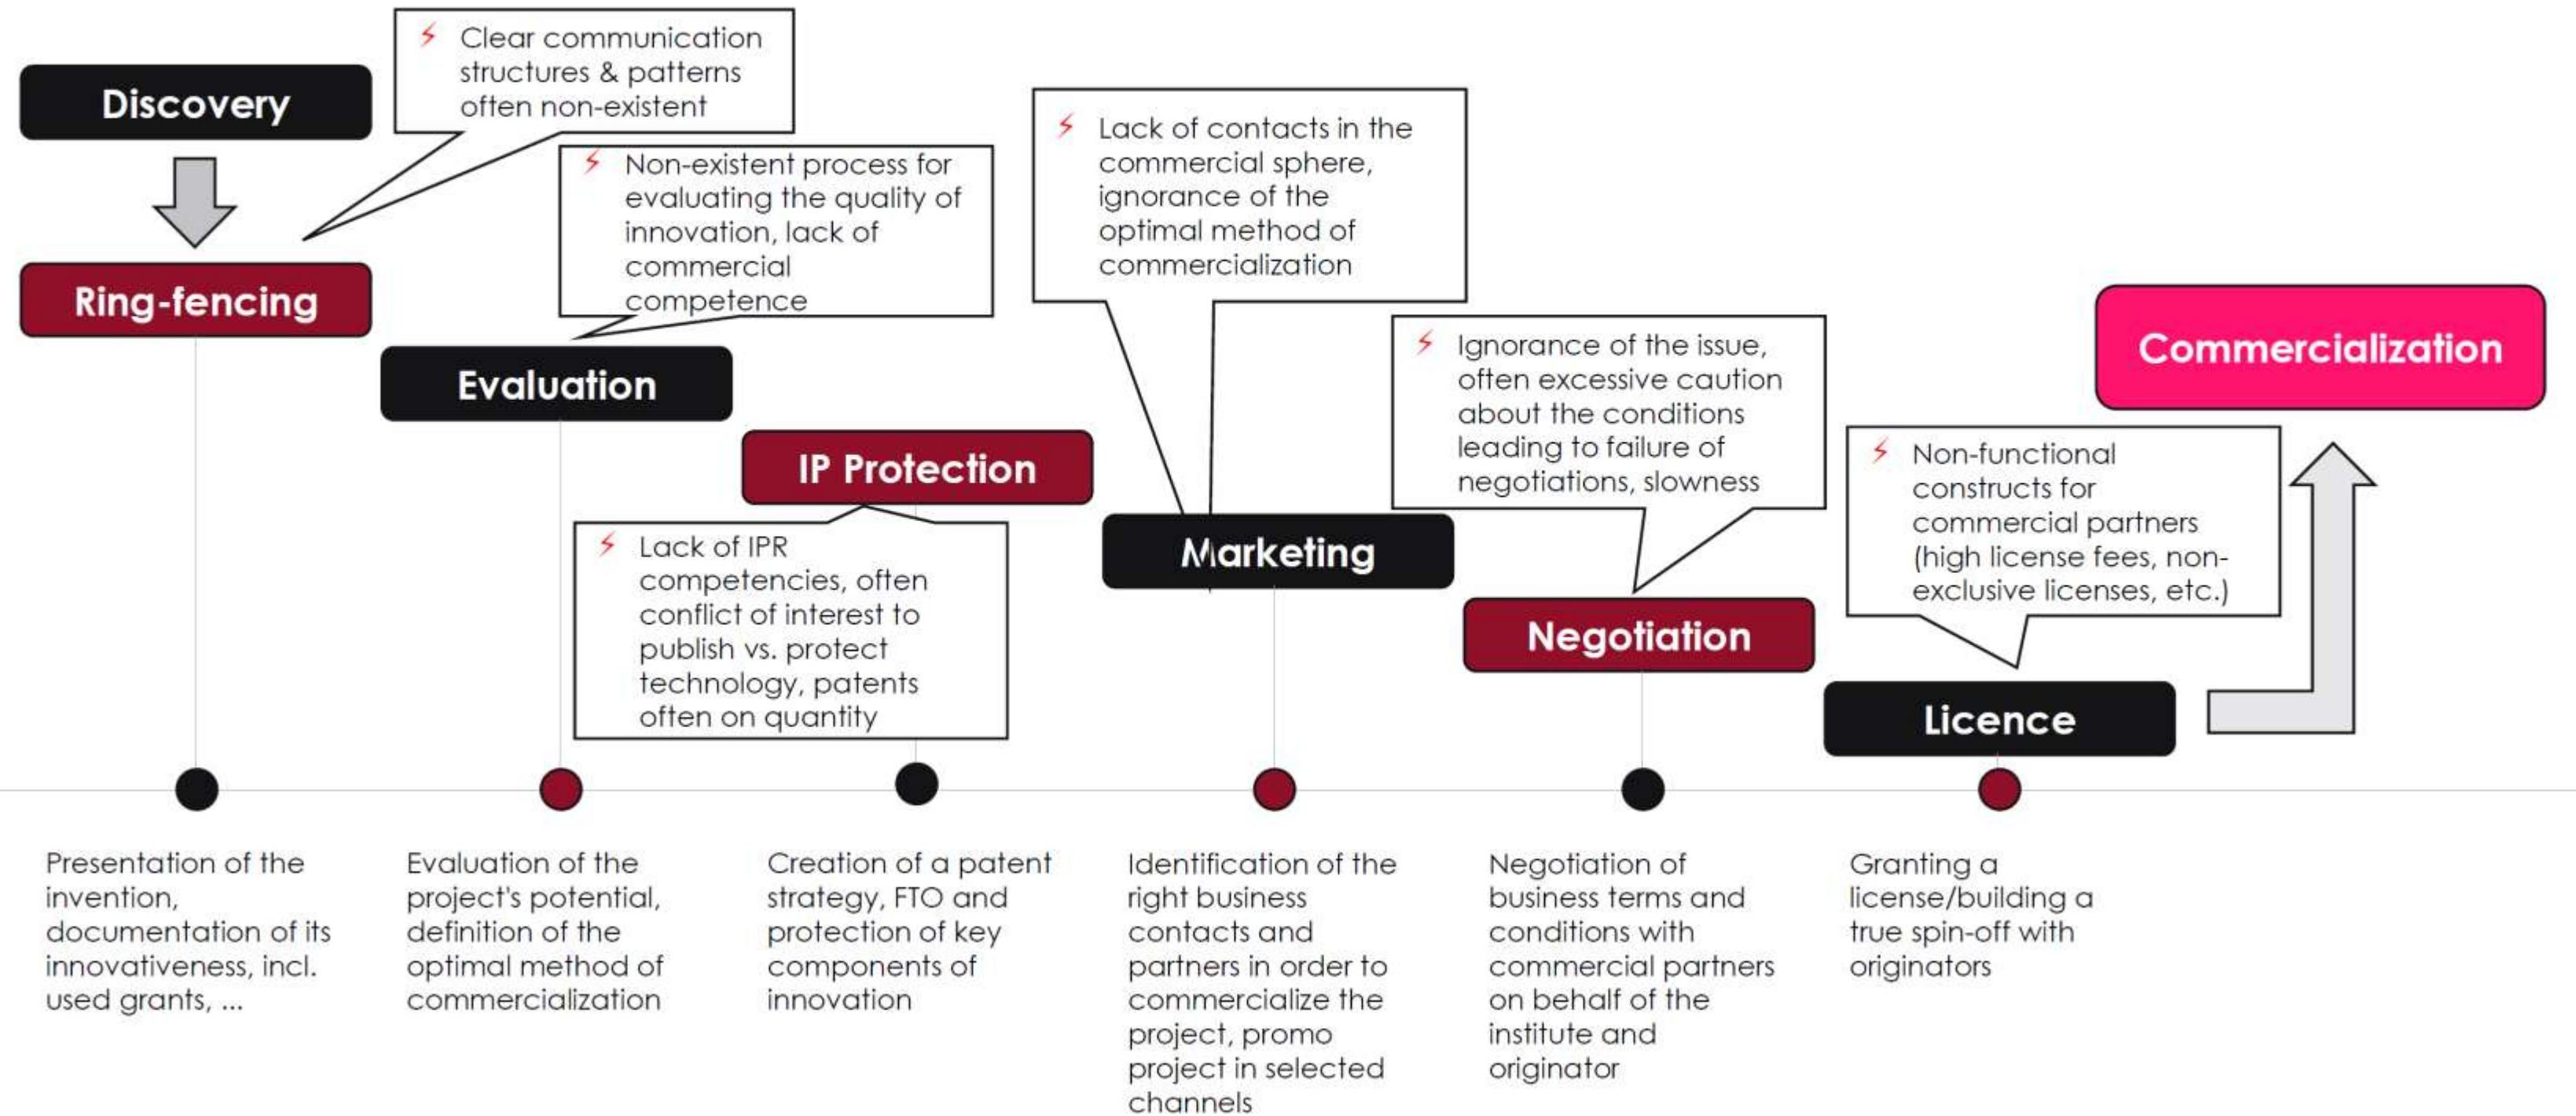 Discovery
Clear communication
structures & patterns
often non-existent
Ring-fencing
Non-existent process for
evaluating the quality of
innovation, lack of
commercial
competence
Evaluation
IP Protection
Lack of IPR
competencies, often
conflict of interest to
publish vs. protect
technology, patents
often on quantity
Lack of contacts in the
commercial sphere,
ignorance of the
optimal method of
commercialization
Marketing
Ignorance of the issue,
often excessive caution
about the conditions
leading to failure of
negotiations, slowness
Negotiation
Non-functional
constructs for
commercial partners
(high license fees, non-
exclusive licenses, etc.)
Licence
Commercialization
Presentation of the
invention,
documentation of its
innovativeness, incl.
used grants, ...
Evaluation of the
project's potential,
definition of the
optimal method of
commercialization
Creation of a patent
strategy, FTO and
protection of key
components of
innovation
Identification of the
right business
contacts and
partners in order to
commercialize the
project, promo
project in selected
channels
Negotiation of
business terms and
conditions with
commercial partners
on behalf of the
institute and
originator
Granting a
license/building a
true spin-off with
originators